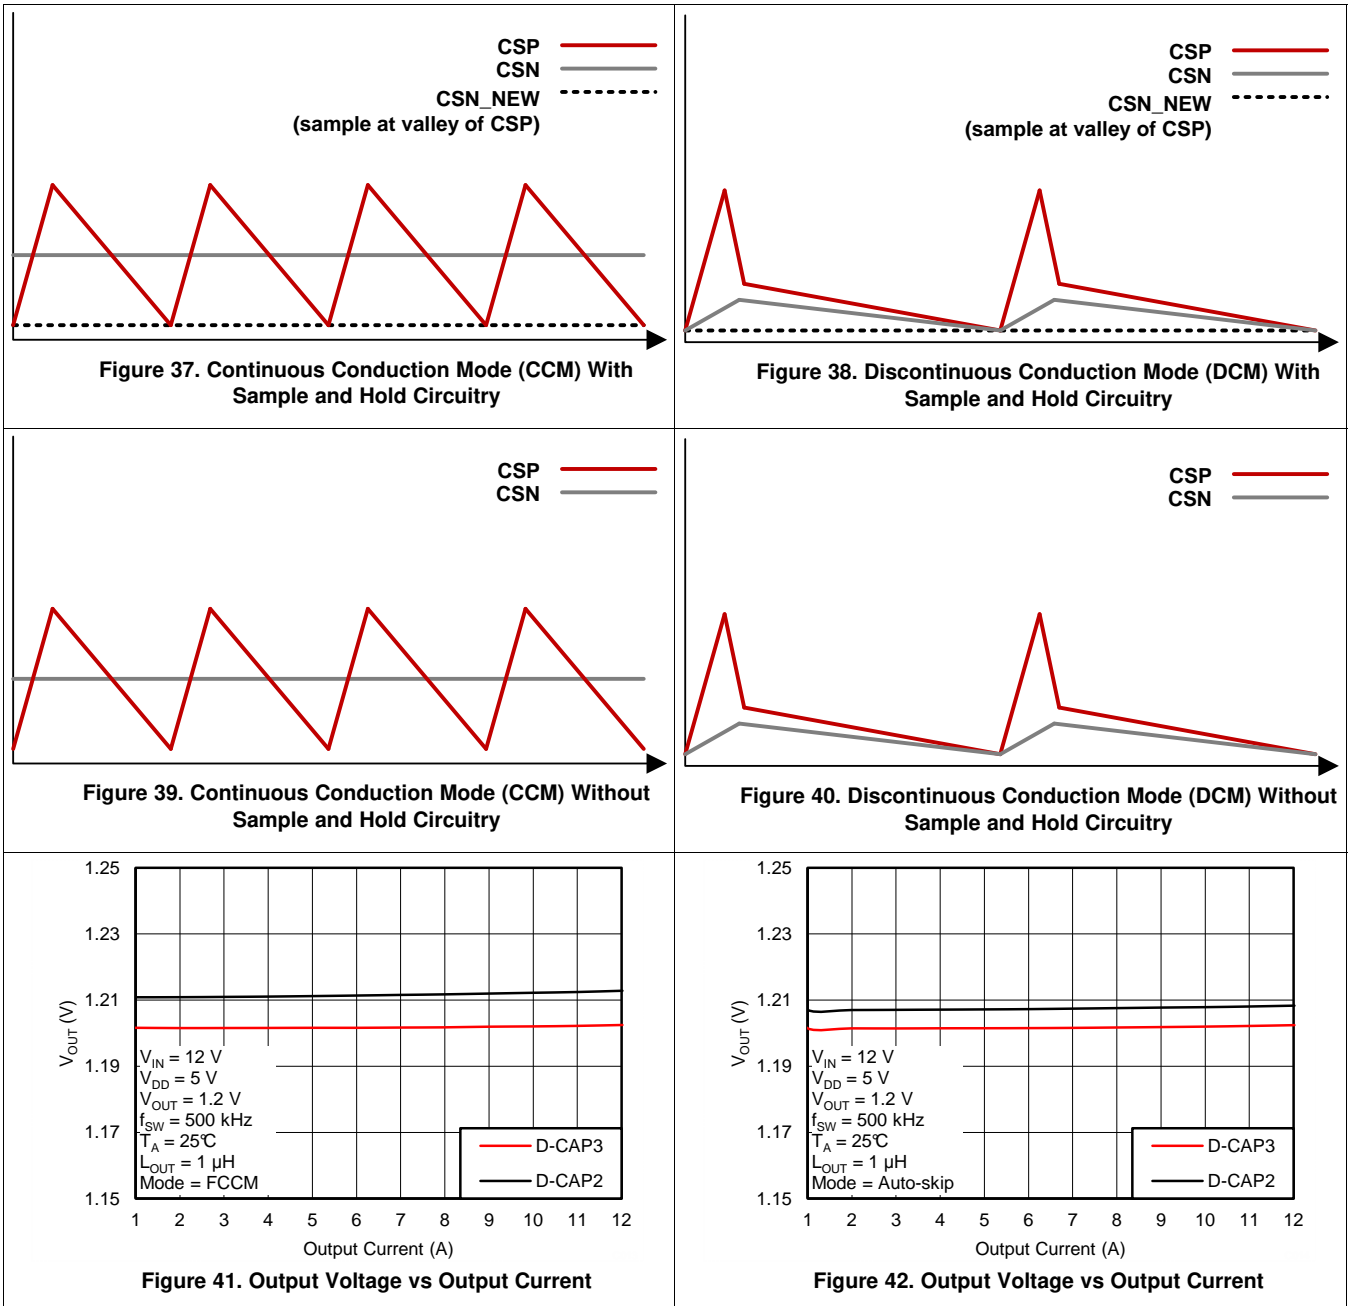 CSP
CSN
CSN_NEW
(sample at valley of CSP)
Figure 37. Continuous Conduction Mode (CCM) With
Sample and Hold Circuitry
CSP
CSN
CSN_NEW
(sample at valley of CSP)
Figure 38. Discontinuous Conduction Mode (DCM) With
Sample and Hold Circuitry
CSP
CSN
Figure 39. Continuous Conduction Mode (CCM) Without
Sample and Hold Circuitry
CSP
CSN
Figure 40. Discontinuous Conduction Mode (DCM) Without
Sample and Hold Circuitry
1.25
1.23
1.21
1.19
1.17
1.15
VOUT (V)
VIN = 12 V
VDD = 5 V
VOUT = 1.2 V
fSW = 500 kHz
TA = 25°C
LOUT = 1 µH
Mode = FCCM
D-CAP3
D-CAP2
1 2 3 4 5 6 7 8 9 10 11 12
Output Current (A)
Figure 41. Output Voltage vs Output Current
1.25
1.23
1.21
1.19
1.17
1.15
VOUT (V)
VIN = 12 V
VDD = 5 V
VOUT = 1.2 V
fSW = 500 kHz
TA = 25°C
LOUT = 1 µH
Mode = Auto-skip
D-CAP3
D-CAP2
1 2 3 4 5 6 7 8 9 10 11 12
Output Current (A)
Figure 42. Output Voltage vs Output Current